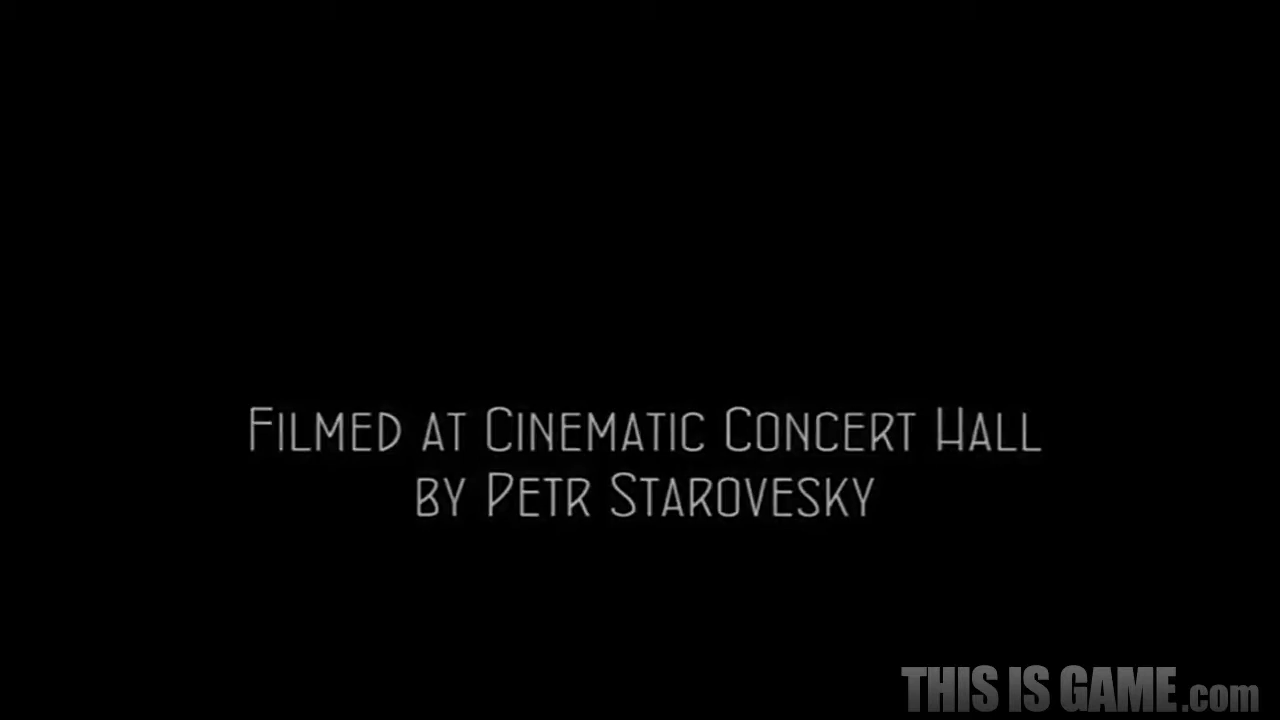 Filmed at Cinematic Concert Hall
by Petr Starovesky
THIS IS GAME.com